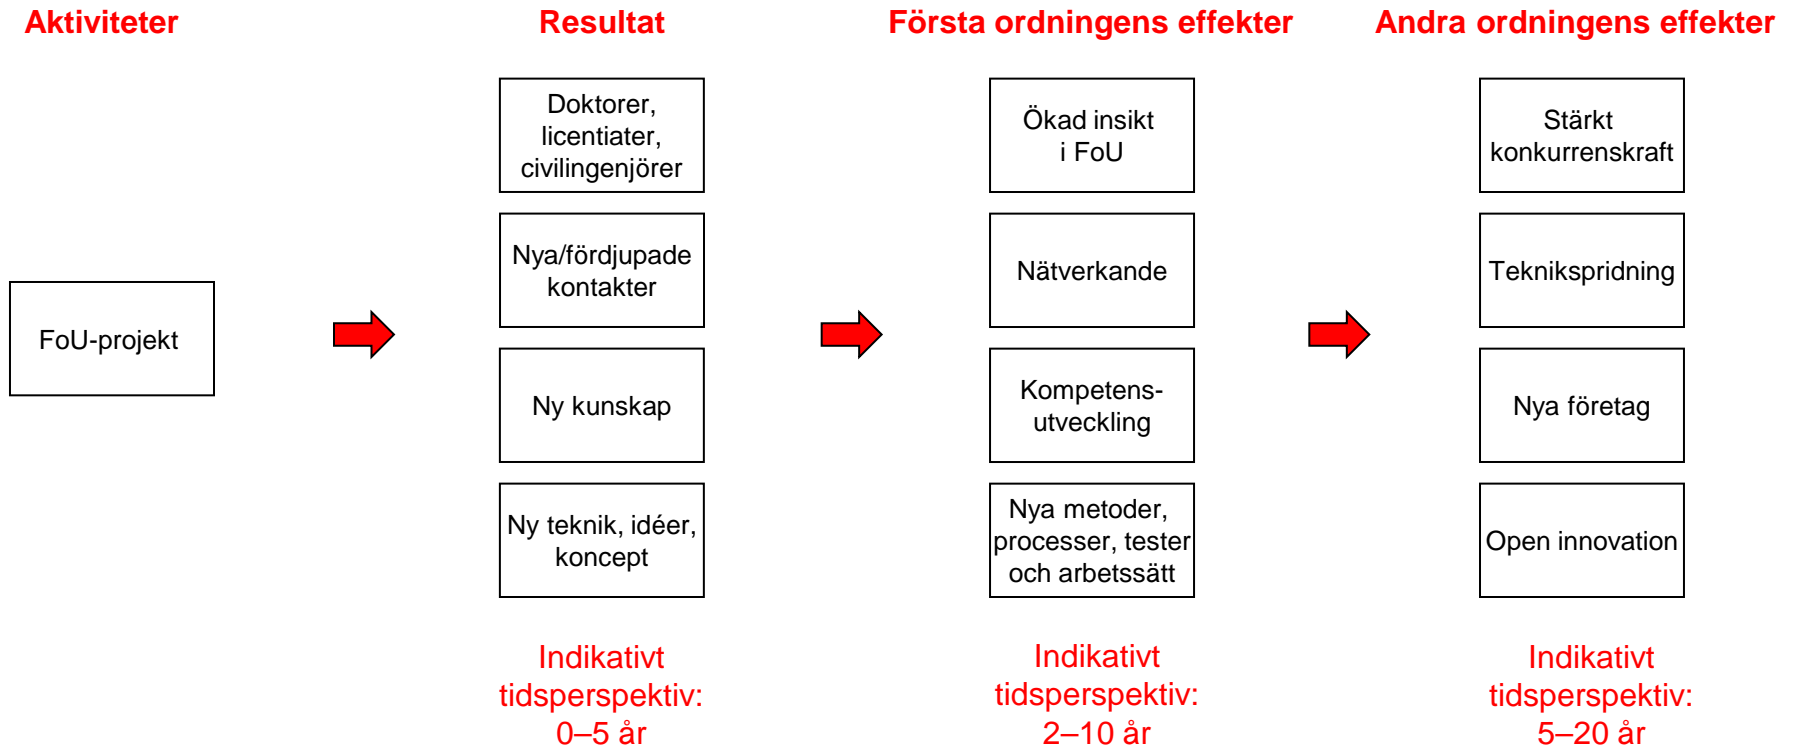 Aktiviteter
Resultat
Första ordningens effekter
Andra ordningens effekter
FoU-projekt
Doktorer,
licentiater,
civilingenjörer
Nya/fördjupade
kontakter
Ny kunskap
Ny teknik, idéer,
koncept
Indikativt
tidsperspektiv:
0–5 år
Ökad insikt
i FoU
Nätverkande
Kompetens-
utveckling
Nya metoder,
processer, tester
och arbetssätt
Indikativt
tidsperspektiv:
2–10 år
Stärkt
konkurrenskraft
Teknikspridning
Nya företag
Open innovation
Indikativt
tidsperspektiv:
5–20 år